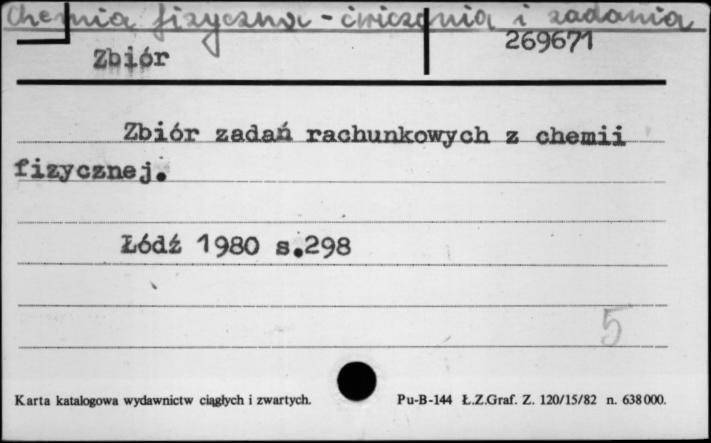 Chemia fizyczna - ćwiczenia i zadania
269671
Zbiór
Zbiór zadań rachunkowych z chemii
fizycznej.
Łódź 1980 s.298
5
Karta katalogowa wydawnictw ciągłych i zwartych. Pu-B-144 Ł.Z.Graf. Z. 120/15/82 n. 638000.